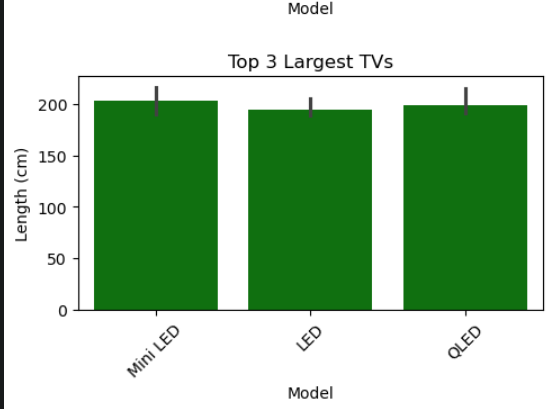 Model
Top 3 Largest TVs
Length (cm)
200
150
100
50
0
Mini LED
LED
QLED
Model